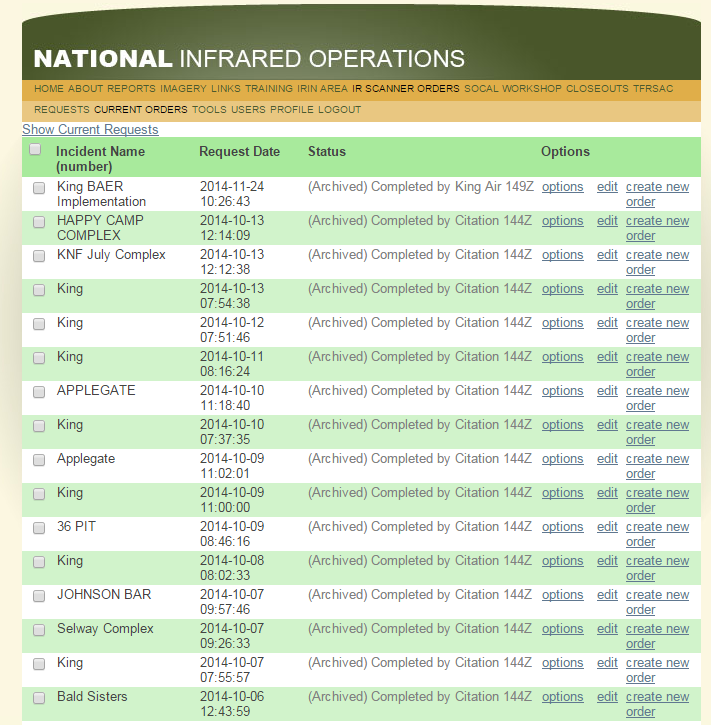 NATIONAL INFRARED OPERATIONS
HOME ABOUT REPORTS IMAGERY LINKS TRAINING IRIN AREA IR SCANNER ORDERS SOCAL WORKSHOP CLOSEOUTS TFRSAC
REQUESTS CURRENT ORDERS TOOLS USERS PROFILE LOGOUT
Show Current Requests
Incident Name Request Date Status Options
(number)
King BAER 2014-11-24 (Archived) Completed by King Air 149Z options edit create new
Implementation 10:26:43 order
HAPPY CAMP 2014-10-13 (Archived) Completed by Citation 144Z options edit create new
COMPLEX 12:14:09 order
KNF July Complex 2014-10-13 (Archived) Completed by Citation 144Z options edit create new
12:12:38 order
King 2014-10-13 (Archived) Completed by Citation 144Z options edit create new
07:54:38 order
King 2014-10-12 (Archived) Completed by Citation 144Z options edit create new
07:51:46 order
King 2014-10-11 (Archived) Completed by Citation 144Z options edit create new
08:16:24 order
APPLEGATE 2014-10-10 (Archived) Completed by Citation 144Z options edit create new
11:18:40 order
King 2014-10-10 (Archived) Completed by Citation 144Z options edit create new
07:37:35 order
Applegate 2014-10-09 (Archived) Completed by Citation 144Z options edit create new
11:02:01 order
King 2014-10-09 (Archived) Completed by Citation 144Z options edit create new
11:00:00 order
36 PIT 2014-10-09 (Archived) Completed by Citation 144Z options edit create new
08:46:16 order
King 2014-10-08 (Archived) Completed by Citation 144Z options edit create new
08:02:33 order
JOHNSON BAR 2014-10-07 (Archived) Completed by Citation 144Z options edit create new
09:57:46 order
Selway Complex 2014-10-07 (Archived) Completed by Citation 144Z options edit create new
09:26:33 order
King 2014-10-07 (Archived) Completed by Citation 144Z options edit create new
07:55:57 order
Bald Sisters 2014-10-06 (Archived) Completed by Citation 144Z options edit create new
12:43:59 order